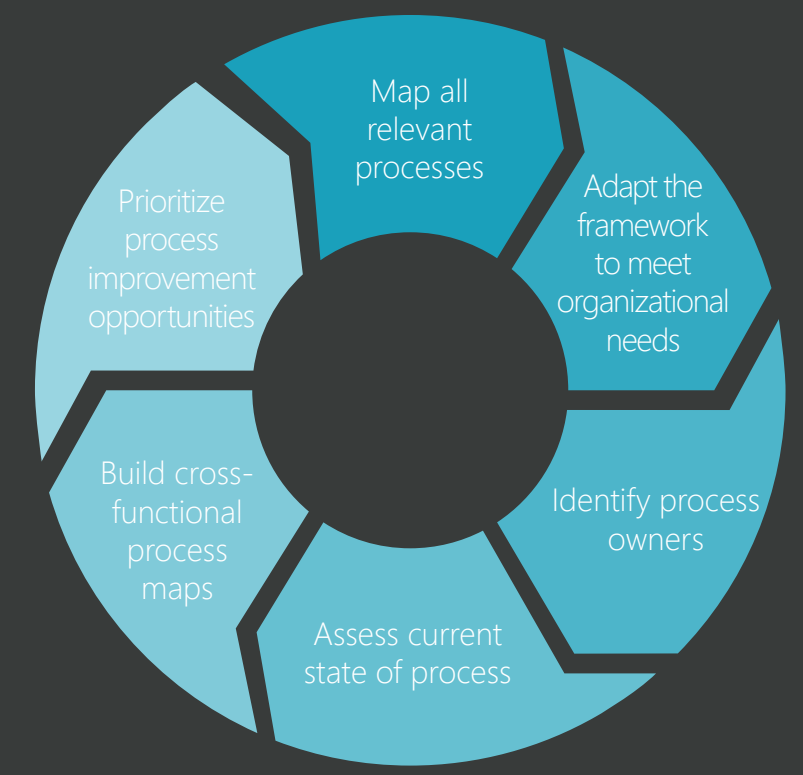 Map all
relevant
processes
Adapt the
framework
to meet
organizational
needs
Identify process
owners
Assess current
state of process
Build cross-
functional
process
maps
Prioritize
process
improvement
opportunities